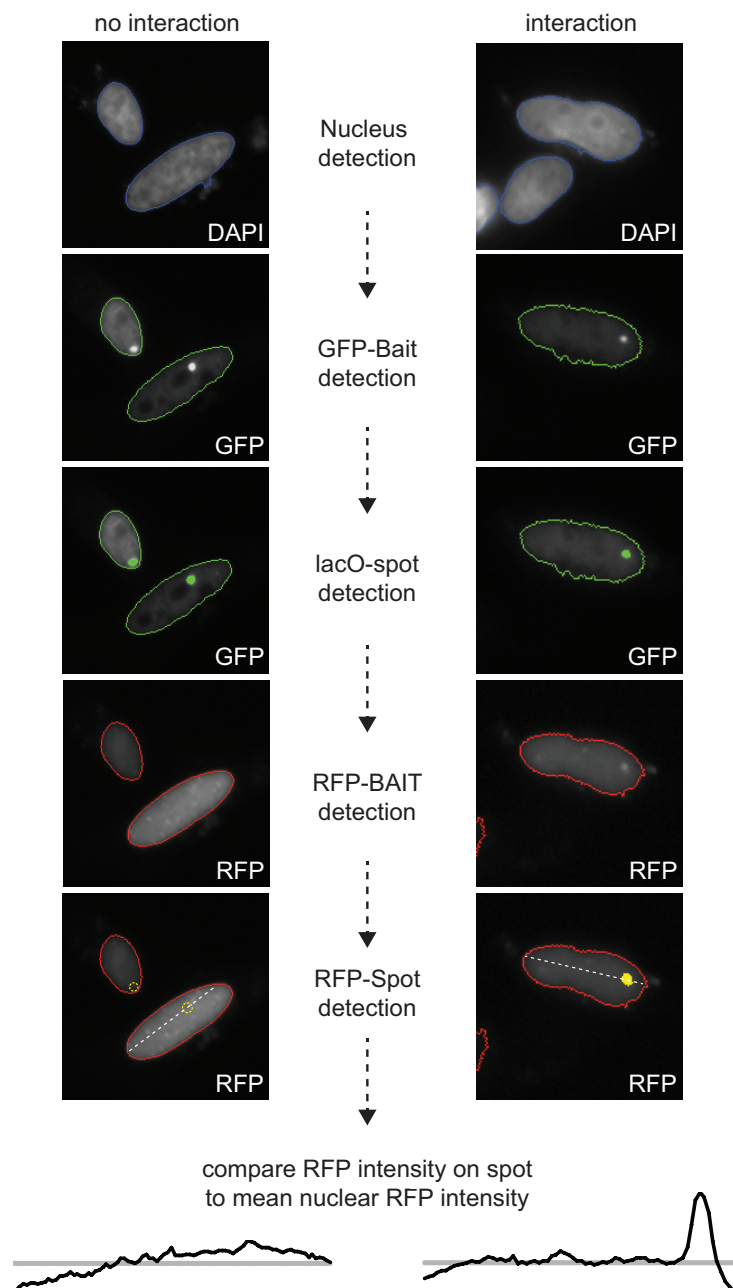 no interaction
interaction
DAPI
Nucleus
detection
DAPI
GFP
GFP-Bait
detection
GFP
GFP
lacO-spot
detection
GFP
RFP
RFP-BAIT
detection
RFP
RFP
RFP-Spot
detection
RFP
compare RFP intensity on spot
to mean nuclear RFP intensity